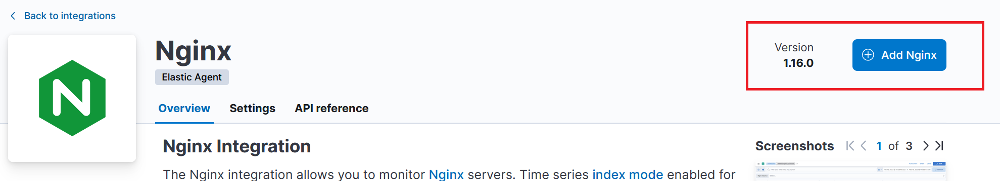 Back to integrations
N
Nginx
Elastic Agent
Version
1.16.0
Add Nginx
Overview
Settings
API reference
Nginx Integration
The Nginx integration allows you to monitor Nginx servers. Time series index mode enabled for
Screenshots
1 of 3